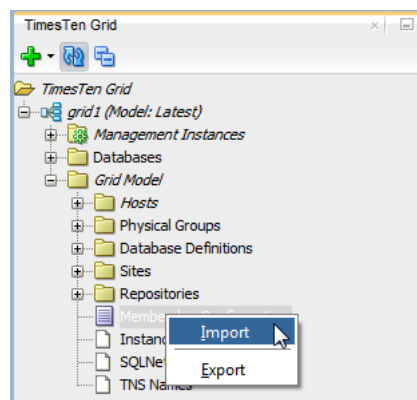 TimesTen Grid
TimesTen Grid
grid1 (Model: Latest)
Management Instances
Databases
Grid Model
Hosts
Physical Groups
Database Definitions
Sites
Repositories
Import
Export
TNS